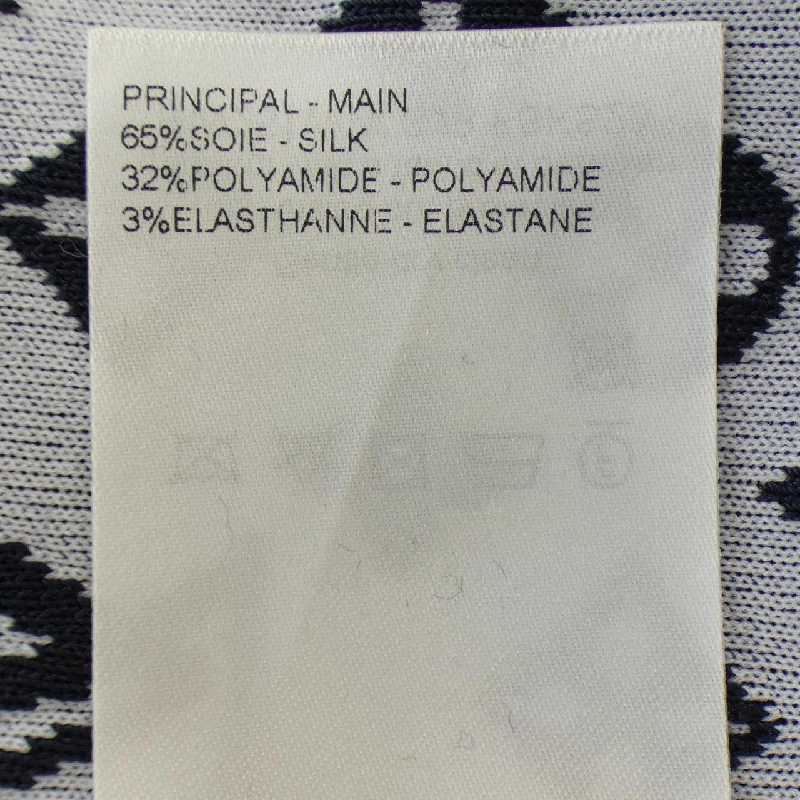 PRINCIPAL - MAIN
65%SOIE - SILK
32%POLYAMIDE - POLYAMIDE
3%ELASTHANNE - ELASTANE